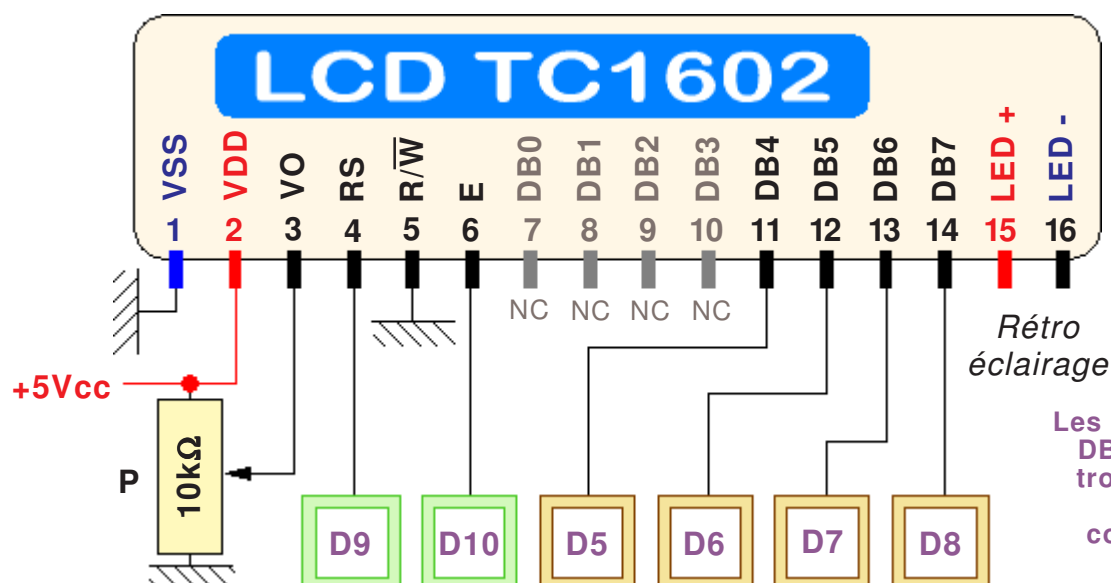 LCD TC1602
VSS VDD VO RS R/W̅ E DB0 DB1 DB2 DB3 DB4 DB5 DB6 DB7 LED + LED -
1 2 3 4 5 6 7 8 9 10 11 12 13 14 15 16
NC NC NC NC
Rétro
éclairage
+5Vcc
P
10kΩ
Les
DB
tro
co
D9 D10 D5 D6 D7 D8